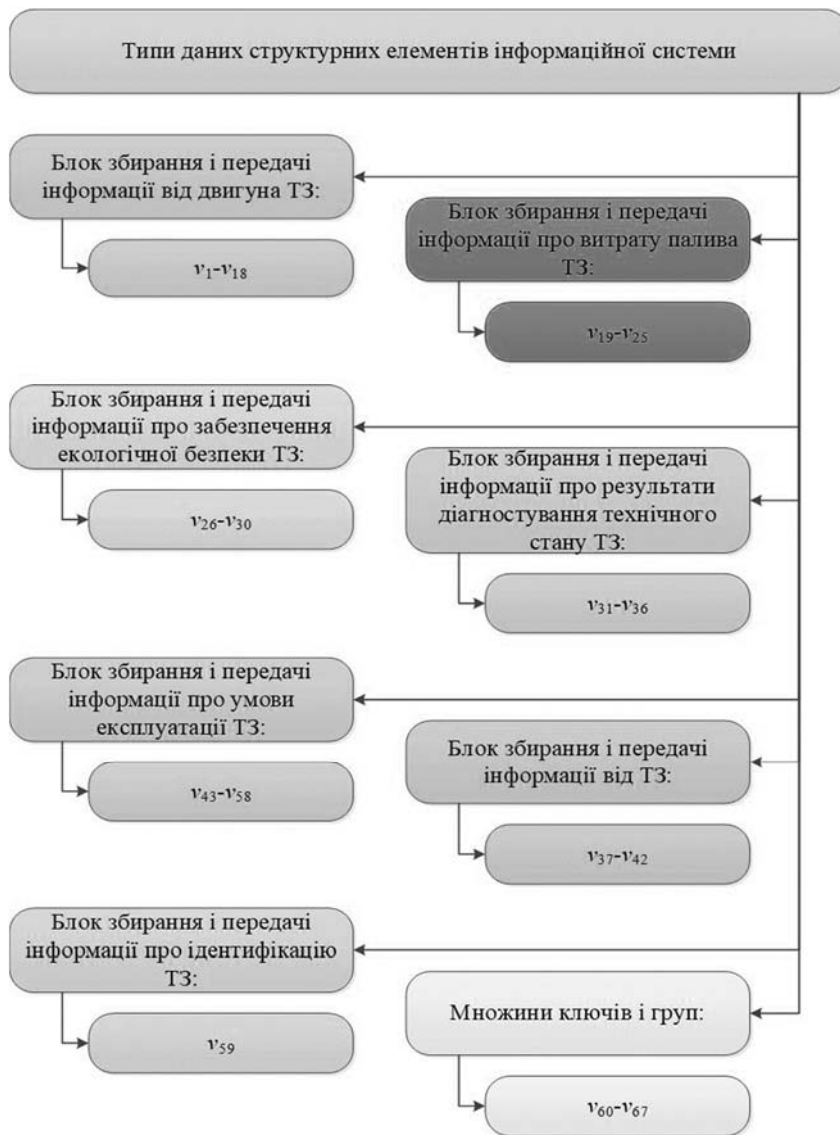 Типи даних структурних елементів інформаційної системи
Блок збирання і передачі
інформації від двигуна ТЗ:
v₁-v₁₈
Блок збирання і передачі
інформації про витрату палива
ТЗ:
v₁₉-v₂₅
Блок збирання і передачі
інформації про забезпечення
екологічної безпеки ТЗ:
v₂₆-v₃₀
Блок збирання і передачі
інформації про результати
діагностування технічного
стану ТЗ:
v₃₁-v₃₆
Блок збирання і передачі
інформації про умови
експлуатації ТЗ:
v₄₃-v₅₈
Блок збирання і передачі
інформації від ТЗ:
v₃₇-v₄₂
Блок збирання і передачі
інформації про ідентифікацію
ТЗ:
v₅₉
Множини ключів і груп:
v₆₀-v₆₇